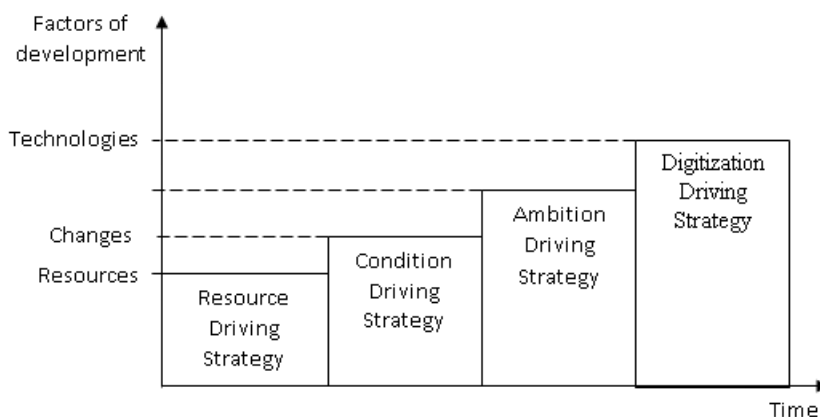 Factors of
development
Technologies
Changes
Resources
Resource
Driving
Strategy
Condition
Driving
Strategy
Ambition
Driving
Strategy
Digitization
Driving
Strategy
Time